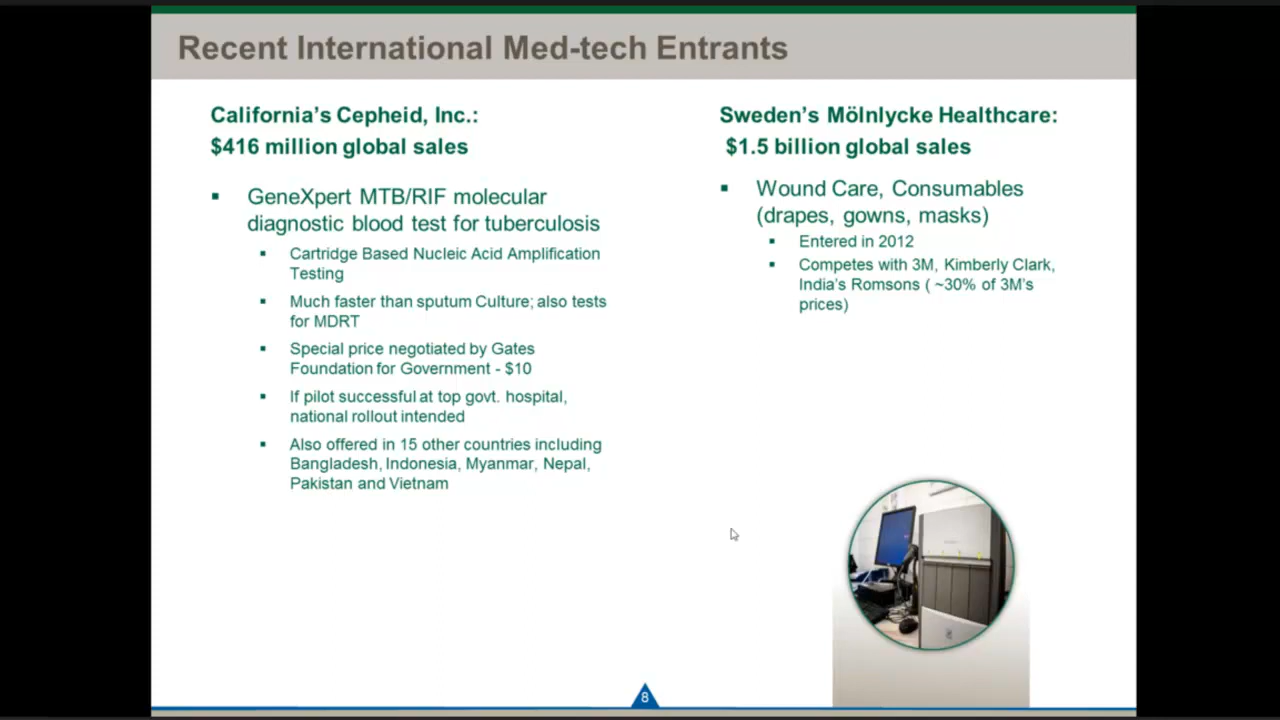 Recent International Med-tech Entrants
California's Cepheid, Inc.:
$416 million global sales
▪ GeneXpert MTB/RIF molecular
diagnostic blood test for tuberculosis
▪ Cartridge Based Nucleic Acid Amplification
Testing
▪ Much faster than sputum Culture; also tests
for MDRT
▪ Special price negotiated by Gates
Foundation for Government - $10
▪ If pilot successful at top govt. hospital,
national rollout intended
▪ Also offered in 15 other countries including
Bangladesh, Indonesia, Myanmar, Nepal,
Pakistan and Vietnam
Sweden's Mölnlycke Healthcare:
$1.5 billion global sales
▪ Wound Care, Consumables
(drapes, gowns, masks)
▪ Entered in 2012
▪ Competes with 3M, Kimberly Clark,
India's Romsons ( ~30% of 3M's
prices)
8